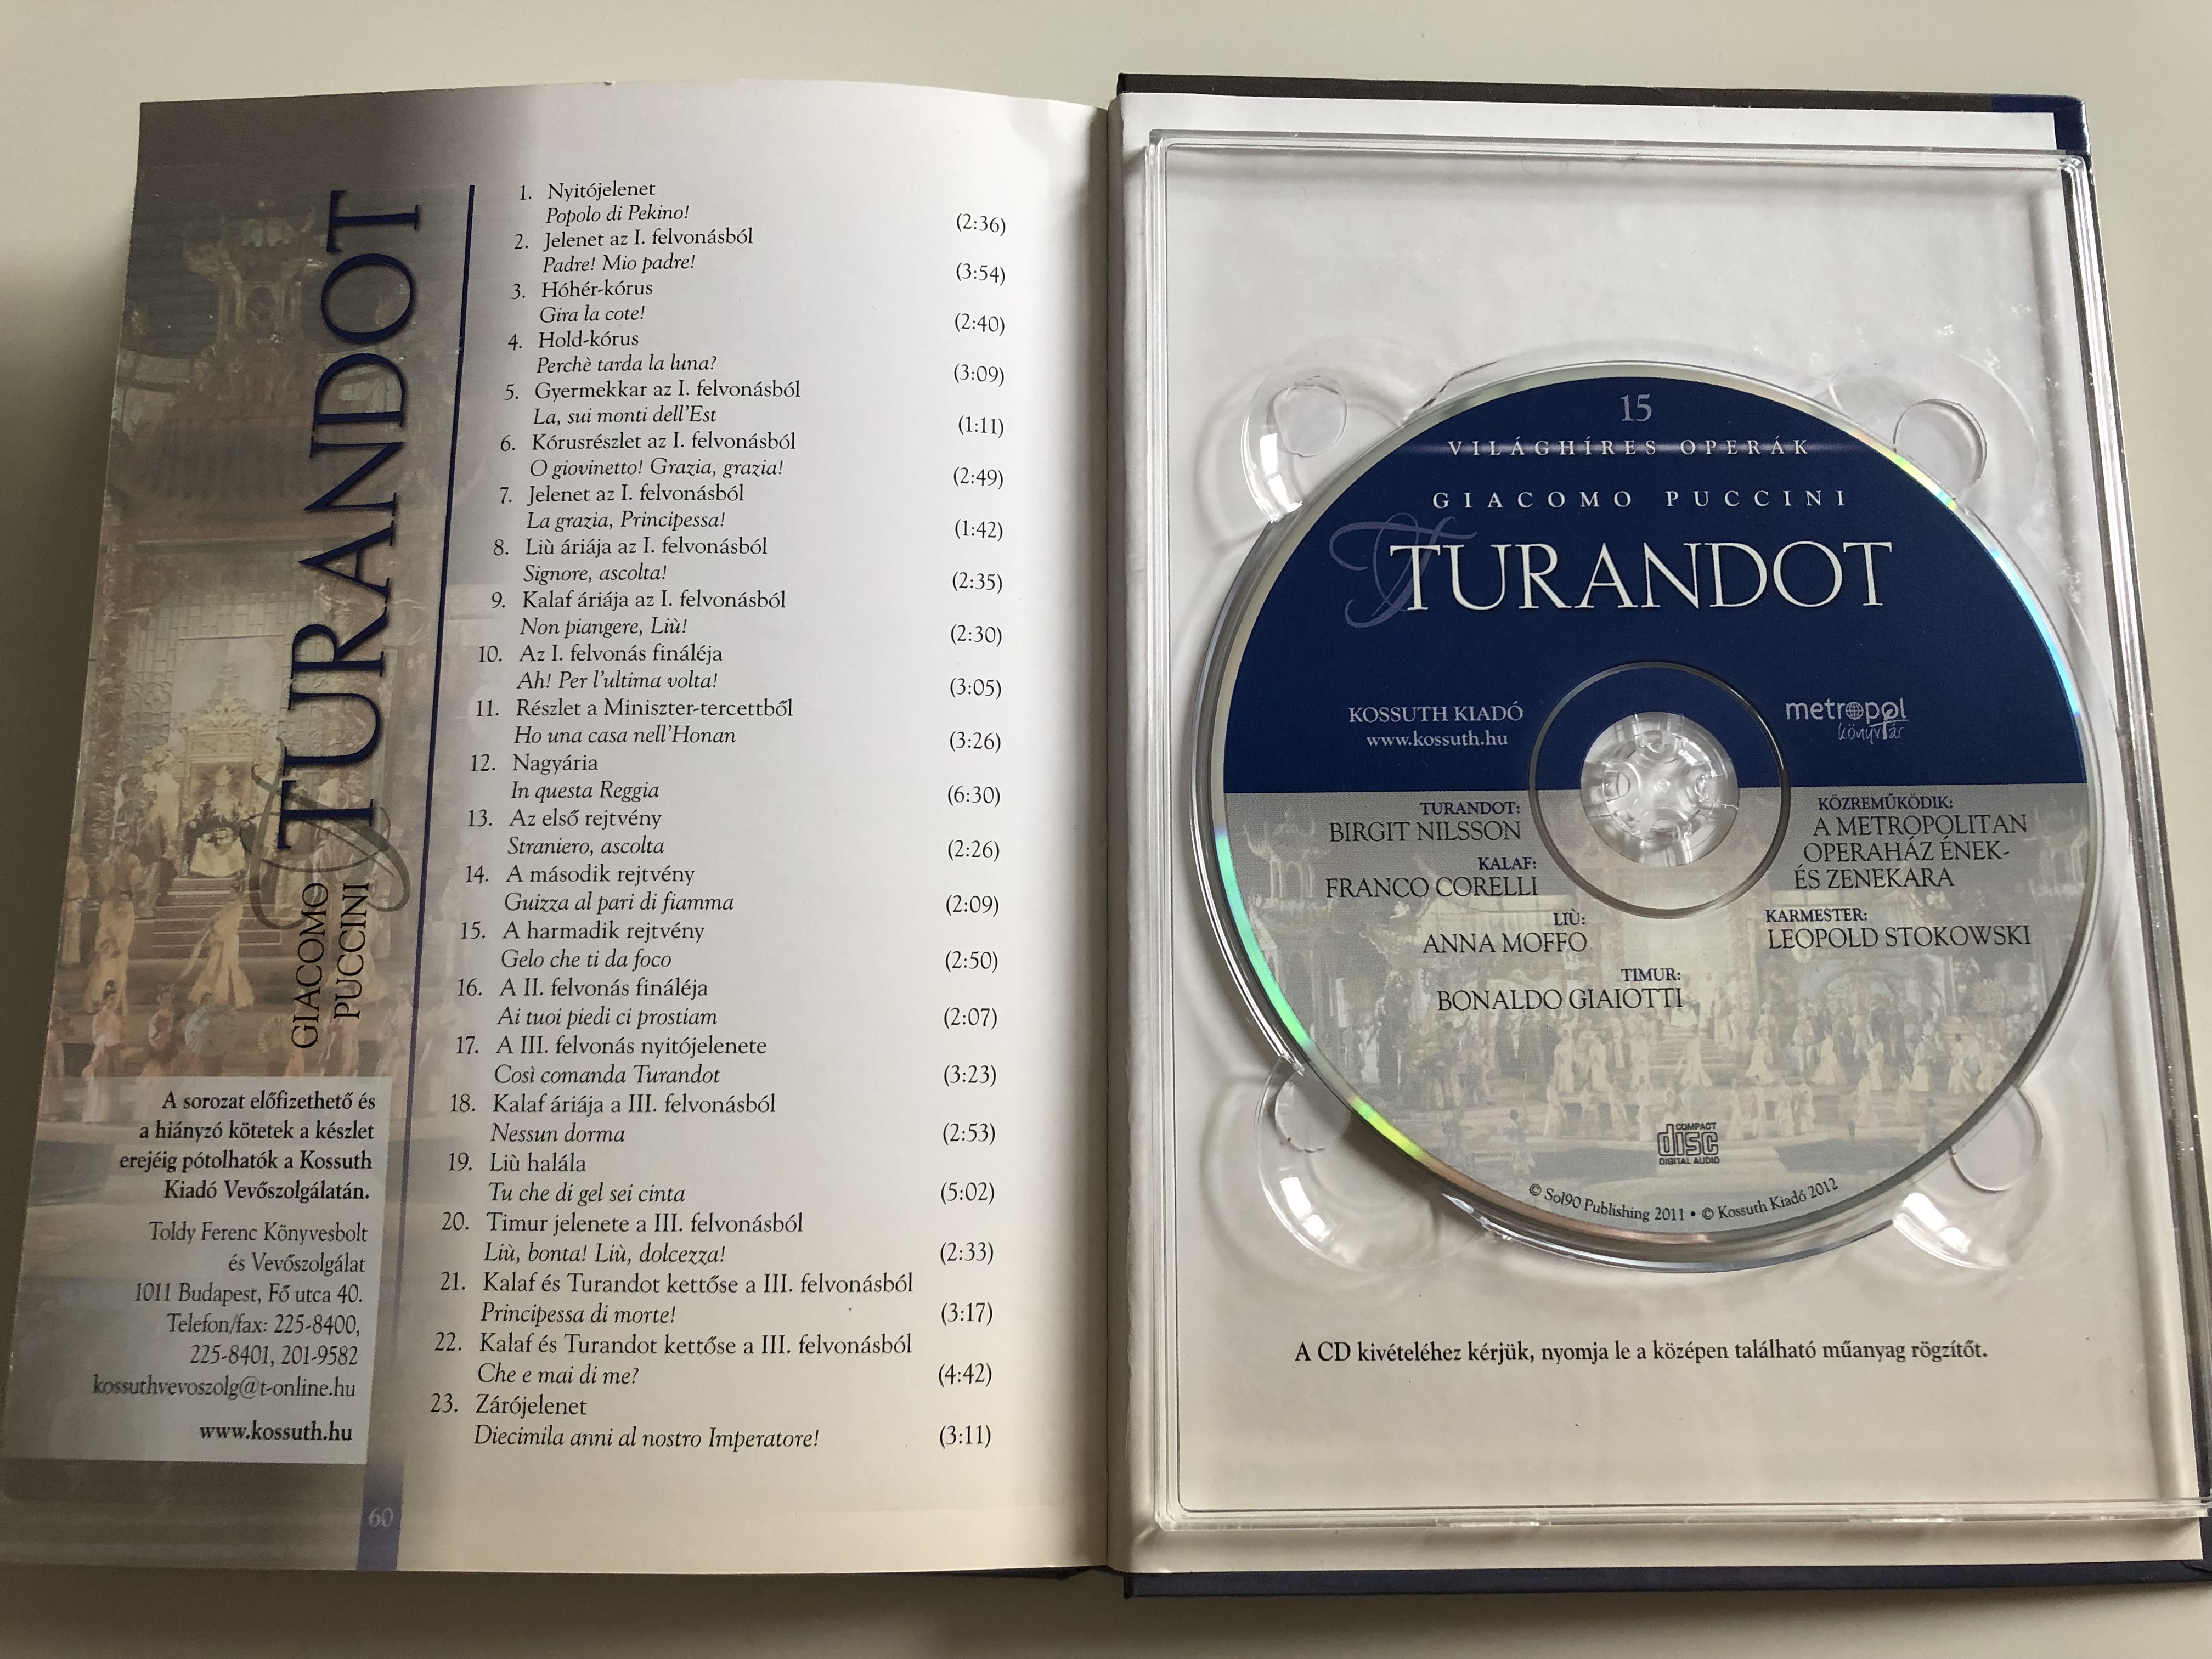 TURANDOT
GIACOMO
PUCCINI
A sorozat előfizethető és
a hiányzó kötetek a készlet
erejéig pótolhatók a Kossuth
Kiadó Vevőszolgálatán.
Toldy Ferenc Könyvesbolt
és Vevőszolgálat
1011 Budapest, Fő utca 40.
Telefon/fax: 225-8400,
225-8401, 201-9582
kossuthvevoszolg@t-online.hu
www.kossuth.hu
60
1. Nyitójelenet
Popolo di Pekino! (2:36)
2. Jelenet az I. felvonásból
Padre! Mio padre! (3:54)
3. Hóhér-kórus
Gira la cote! (2:40)
4. Hold-kórus
Perchè tarda la luna? (3:09)
5. Gyermekkar az I. felvonásból
La, sui monti dell'Est (1:11)
6. Kórusrészlet az I. felvonásból
O giovinetto! Grazia, grazia! (2:49)
7. Jelenet az I. felvonásból
La grazia, Principessa! (1:42)
8. Liù áriája az I. felvonásból
Signore, ascolta! (2:35)
9. Kalaf áriája az I. felvonásból
Non piangere, Liù! (2:30)
10. Az I. felvonás fináléja
Ah! Per l'ultima volta! (3:05)
11. Részlet a Miniszter-tercettből
Ho una casa nell'Honan (3:26)
12. Nagyária
In questa Reggia (6:30)
13. Az első rejtvény
Straniero, ascolta (2:26)
14. A második rejtvény
Guizza al pari di fiamma (2:09)
15. A harmadik rejtvény
Gelo che ti da foco (2:50)
16. A II. felvonás fináléja
Ai tuoi piedi ci prostiam (2:07)
17. A III. felvonás nyitójelenete
Così comanda Turandot (3:23)
18. Kalaf áriája a III. felvonásból
Nessun dorma (2:53)
19. Liù halála
Tu che di gel sei cinta (5:02)
20. Timur jelenete a III. felvonásból
Liù, bonta! Liù, dolcezza! (2:33)
21. Kalaf és Turandot kettőse a III. felvonásból
Principessa di morte! (3:17)
22. Kalaf és Turandot kettőse a III. felvonásból
Che e mai di me? (4:42)
23. Zárójelenet
Diecimila anni al nostro Imperatore! (3:11)
15
VILÁGHÍRES OPERÁK
GIACOMO PUCCINI
TURANDOT
KOSSUTH KIADÓ
www.kossuth.hu
metropol
könyvtár
TURANDOT:
BIRGIT NILSSON
KALAF:
FRANCO CORELLI
LIÙ:
ANNA MOFFO
TIMUR:
BONALDO GIAIOTTI
KÖZREMŰKÖDIK:
A METROPOLITAN
OPERAHÁZ ÉNEK-
ÉS ZENEKARA
KARMESTER:
LEOPOLD STOKOWSKI
COMPACT
disc
DIGITAL AUDIO
© Sol90 Publishing 2011 • © Kossuth Kiadó 2012
A CD kivételéhez kérjük, nyomja le a középen található műanyag rögzítőt.